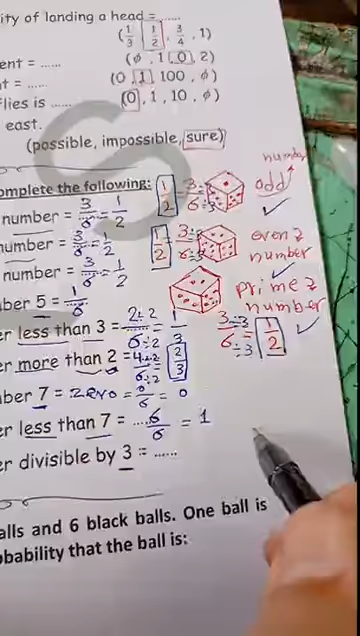 ity of landing a head = ......
(1/3, 1/2, 3/4, 1)
ent = ......
(ø, 1, 0, 2)
nt = ......
(0, 1, 100, ø)
flies is ......
(0, 1, 10, ø)
east.
(possible, impossible, sure)
number
omplete the following: 1/2 = 3÷3/6÷3 odd
number = 3/6 = 1/2
number = 3/6 = 1/2 1/2 = 3÷3/6÷3 even number
number = 3/6 = 1/2
ber 5 = 1/6 prime number
er less than 3 = 2÷2/6÷2 = 1/3 3÷3/6÷3 = 1/2
er more than 2 = 4÷2/6÷2 = 2/3
ber 7 = zero = 0/6 = 0
er less than 7 = ....6/6 = 1
er divisible by 3 = ......
alls and 6 black balls. One ball is
obability that the ball is: